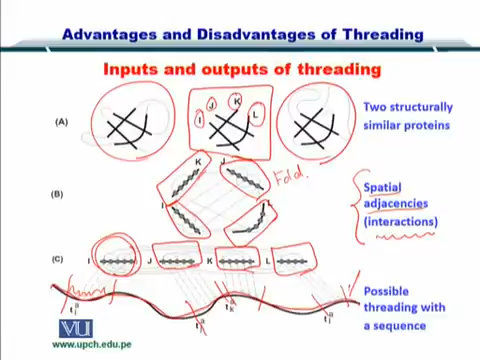 Advantages and Disadvantages of Threading
Inputs and outputs of threading
(A)
I J K L
Two structurally
similar proteins
K J
Fold.
(B)
I L
Spatial
adjacencies
(interactions)
(C) I J K L
t i a t j a t k a t l a
Possible
threading with
a sequence
VU
www.upch.edu.pe